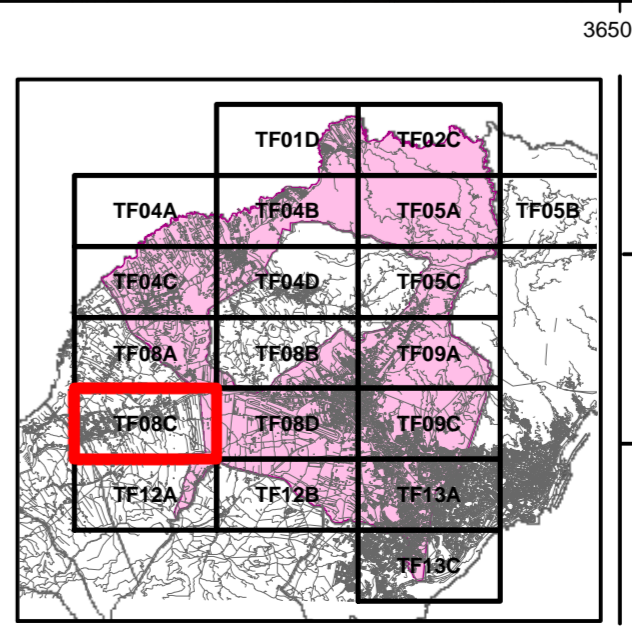 3650
TF01D TF02C
TF04A TF04B TF05A TF05B
TF04C TF04D TF05C
TF08A TF08B TF09A
TF08C TF08D TF09C
TF12A TF12B TF13A
TF13C